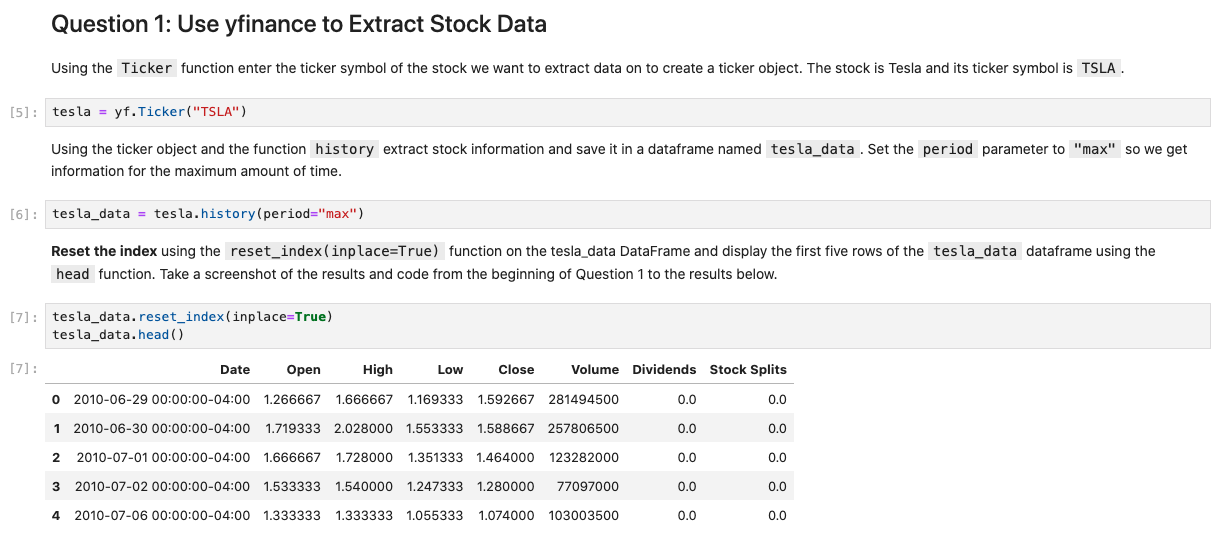 Question 1: Use yfinance to Extract Stock Data
Using the Ticker function enter the ticker symbol of the stock we want to extract data on to create a ticker object. The stock is Tesla and its ticker symbol is TSLA .
[5]: tesla = yf.Ticker("TSLA")
Using the ticker object and the function history extract stock information and save it in a dataframe named tesla_data . Set the period parameter to "max" so we get
information for the maximum amount of time.
[6]: tesla_data = tesla.history(period="max")
Reset the index using the reset_index(inplace=True) function on the tesla_data DataFrame and display the first five rows of the tesla_data dataframe using the
head function. Take a screenshot of the results and code from the beginning of Question 1 to the results below.
[7]: tesla_data.reset_index(inplace=True)
tesla_data.head()
[7]: Date Open High Low Close Volume Dividends Stock Splits
0 2010-06-29 00:00:00-04:00 1.266667 1.666667 1.169333 1.592667 281494500 0.0 0.0
1 2010-06-30 00:00:00-04:00 1.719333 2.028000 1.553333 1.588667 257806500 0.0 0.0
2 2010-07-01 00:00:00-04:00 1.666667 1.728000 1.351333 1.464000 123282000 0.0 0.0
3 2010-07-02 00:00:00-04:00 1.533333 1.540000 1.247333 1.280000 77097000 0.0 0.0
4 2010-07-06 00:00:00-04:00 1.333333 1.333333 1.055333 1.074000 103003500 0.0 0.0